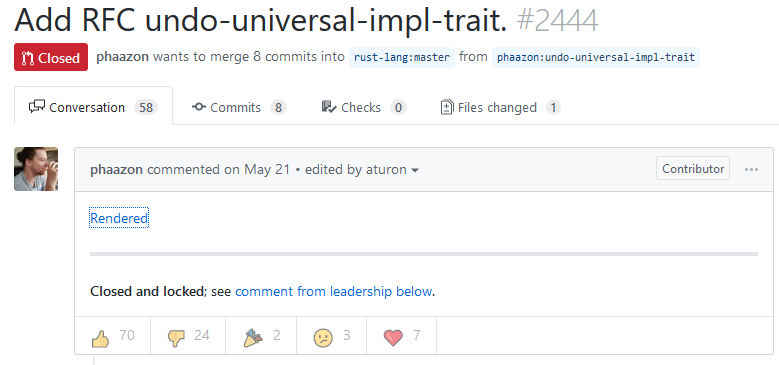 Add RFC undo-universal-impl-trait. #2444
Closed phaazon wants to merge 8 commits into rust-lang:master from phaazon:undo-universal-impl-trait
Conversation 58 Commits 8 Checks 0 Files changed 1
phaazon commented on May 21 • edited by aturon Contributor
Rendered
Closed and locked; see comment from leadership below.
70 24 2 3 7